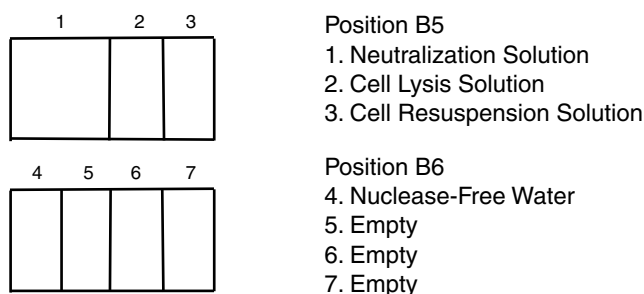 1 2 3
Position B5
1. Neutralization Solution
2. Cell Lysis Solution
3. Cell Resuspension Solution
4 5 6 7
Position B6
4. Nuclease-Free Water
5. Empty
6. Empty
7. Empty